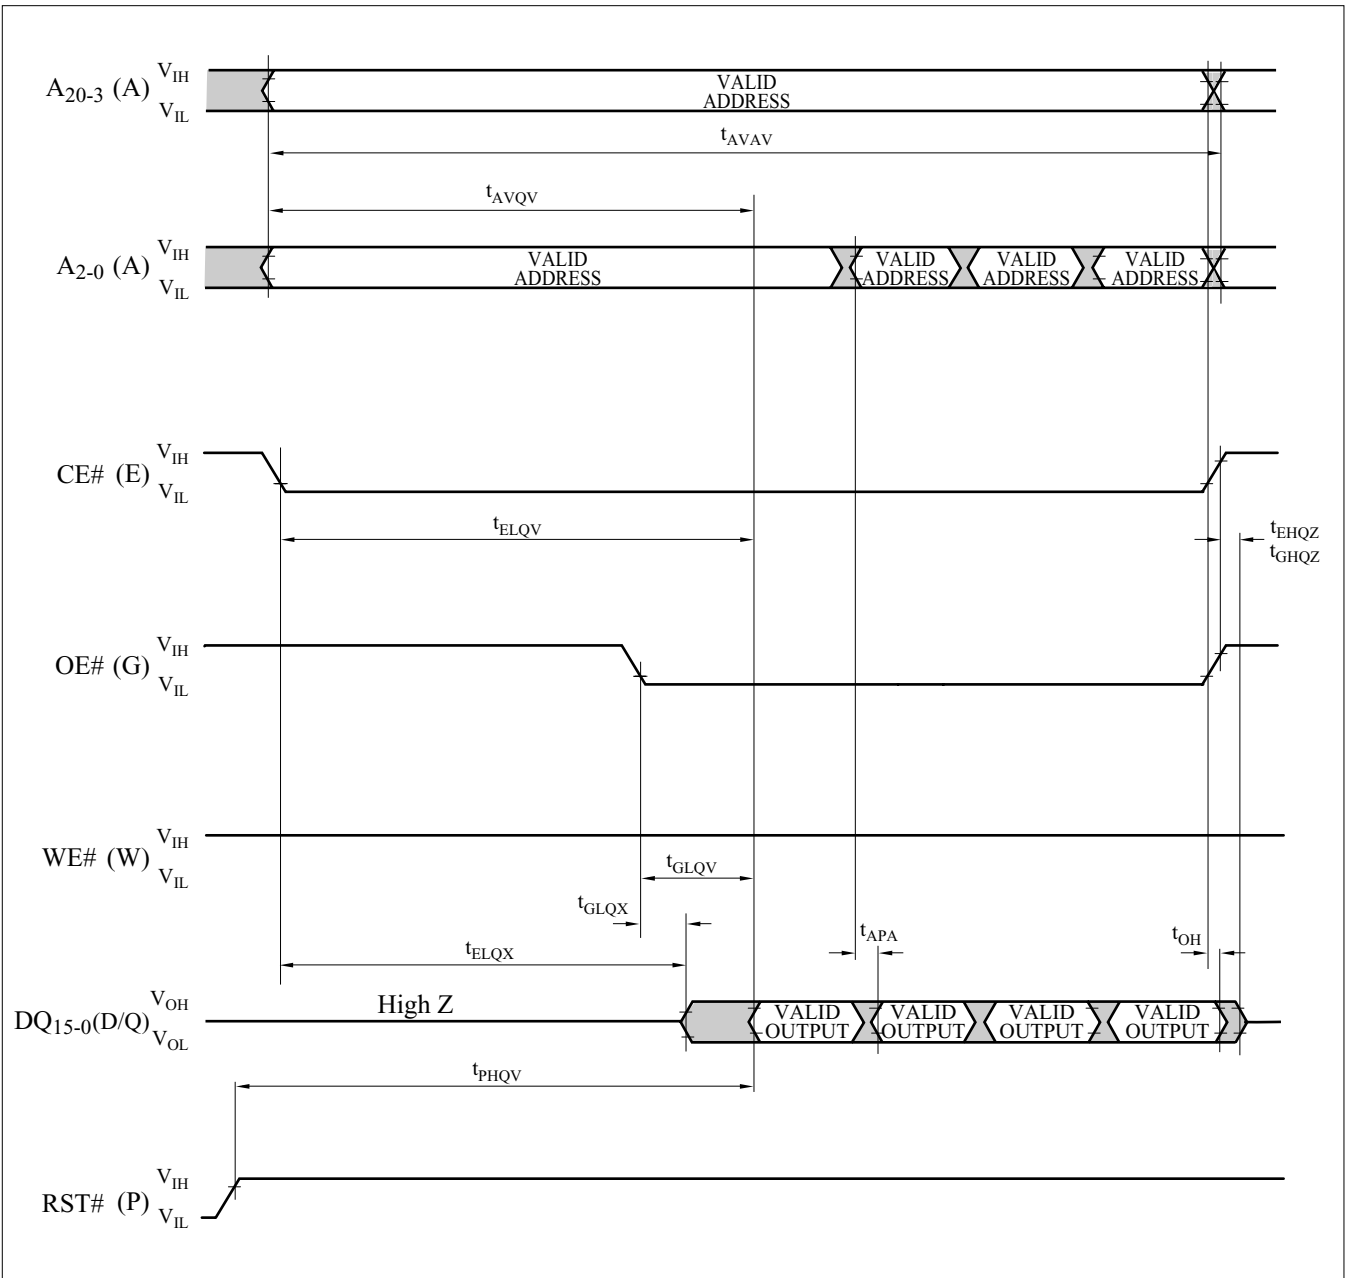 A20-3 (A) VIH VIL VALID ADDRESS
tAVAV
tAVQV
A2-0 (A) VIH VIL VALID ADDRESS VALID ADDRESS VALID ADDRESS VALID ADDRESS
CE# (E) VIH VIL
tELQV
tEHQZ
tGHQZ
OE# (G) VIH VIL
WE# (W) VIH VIL
tGLQV
tGLQX
tAPA
tOH
tELQX
DQ15-0(D/Q) VOH VOL High Z VALID OUTPUT VALID OUTPUT VALID OUTPUT VALID OUTPUT
tPHQV
RST# (P) VIH VIL